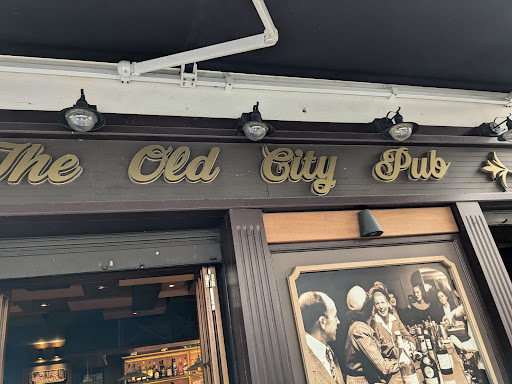 The Old City Pub